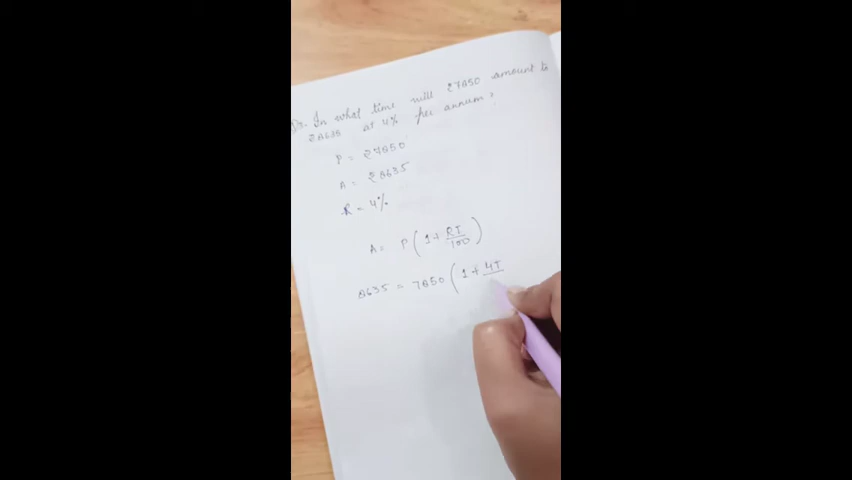 In what time will ₹7850 amount to
₹8635 at 4% per annum?
P = ₹7850
A = ₹8635
R = 4%
A = P(1+ RT/100)
8635 = 7850(1+ 4T